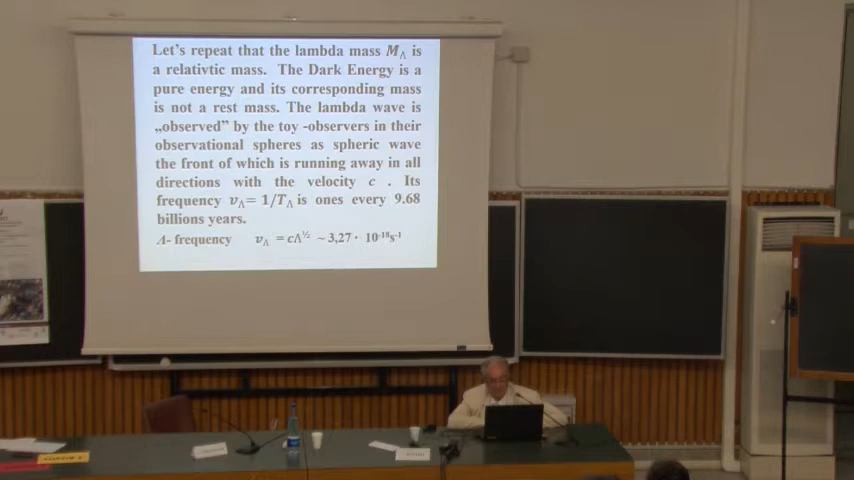 Let's repeat that the lambda mass M_Λ is
a relativtic mass. The Dark Energy is a
pure energy and its corresponding mass
is not a rest mass. The lambda wave is
„observed” by the toy -observers in their
observational spheres as spheric wave
the front of which is running away in all
directions with the velocity c . Its
frequency ν_Λ= 1/T_Λ is ones every 9.68
billions years.
Λ- frequency ν_Λ = cΛ^½ ~ 3,27· 10^-18 s^-1